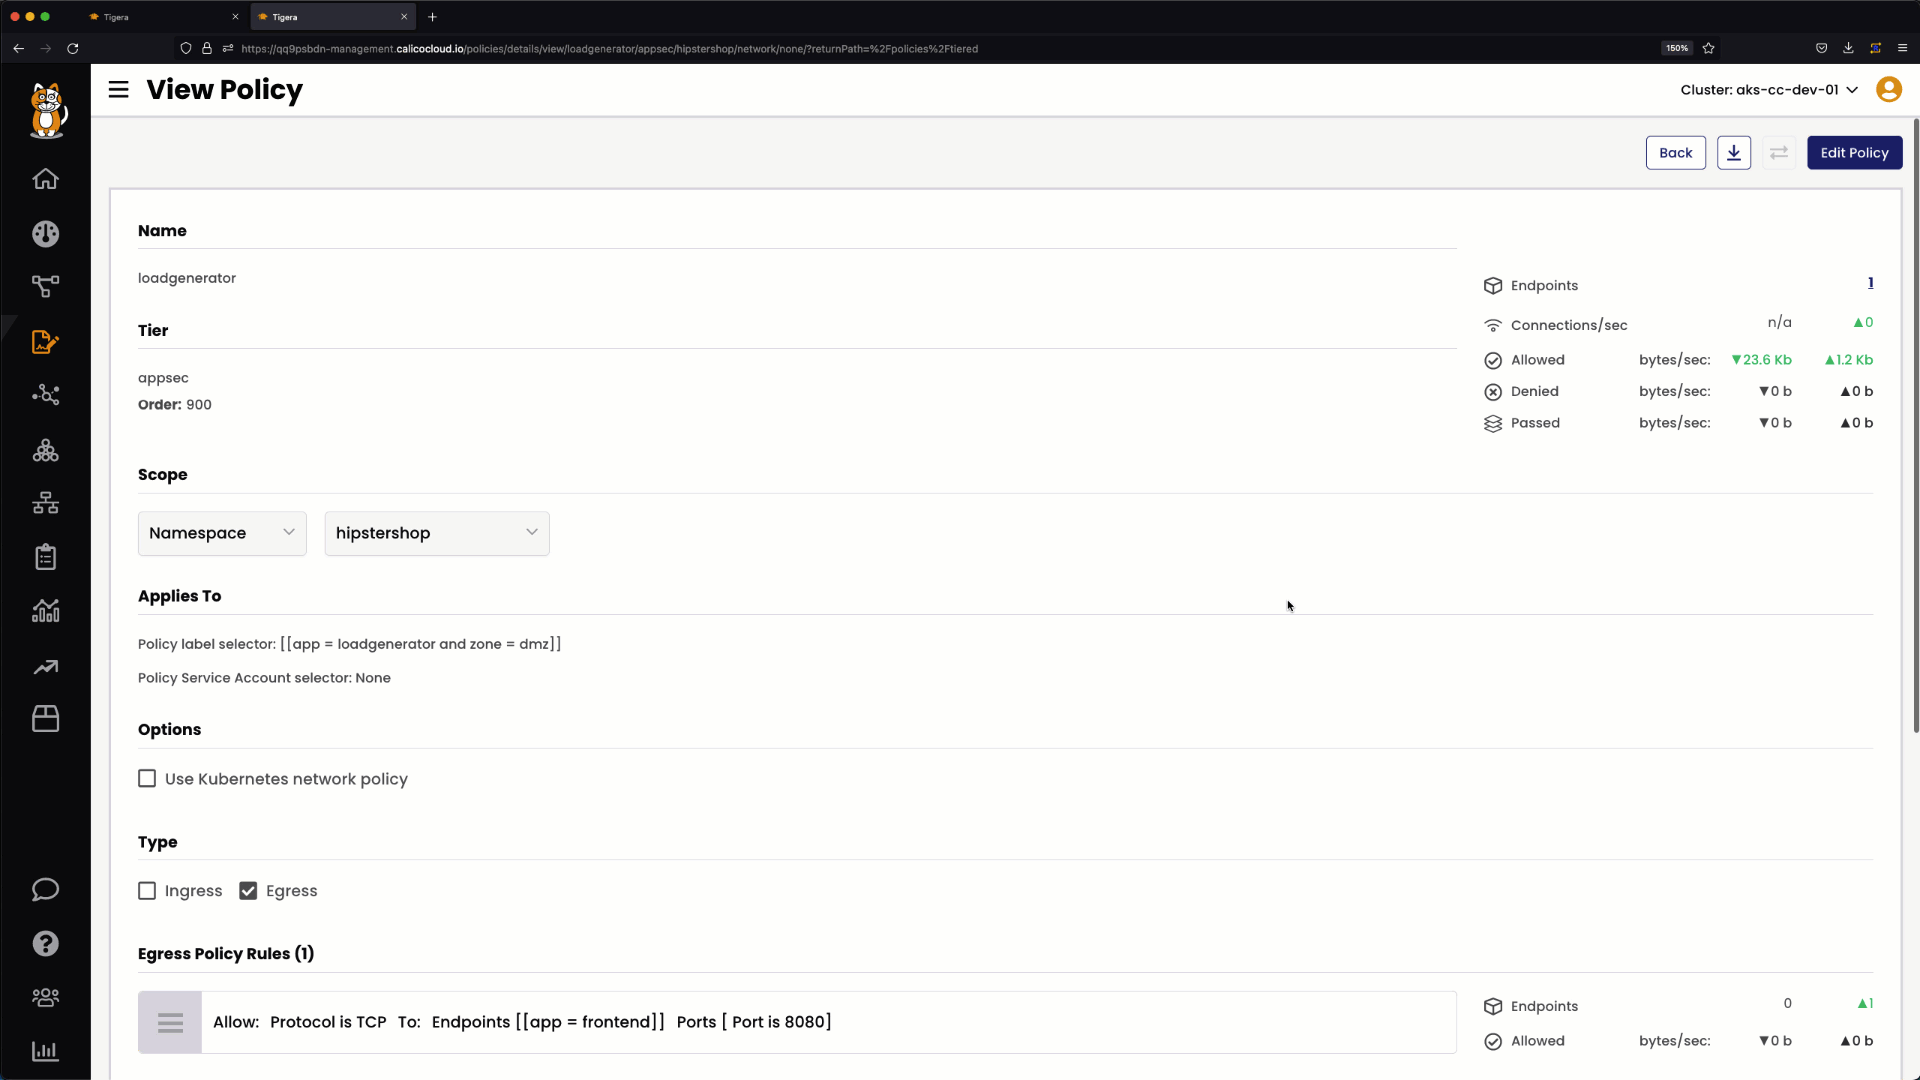 Tigera
Tigera
https://qq9psbdn-management.calicocloud.io/policies/details/view/loadgenerator/appsec/hipstershop/network/none/?returnPath=%2Fpolicies%2Ftiered
150%
View Policy
Cluster: aks-cc-dev-01
Back
Edit Policy
Name
loadgenerator
Endpoints 1
Tier
Connections/sec n/a ▲0
Allowed bytes/sec: ▼23.6 Kb ▲1.2 Kb
appsec
Denied bytes/sec: ▼0 b ▲0 b
Order: 900
Passed bytes/sec: ▼0 b ▲0 b
Scope
Namespace hipstershop
Applies To
Policy label selector: [[app = loadgenerator and zone = dmz]]
Policy Service Account selector: None
Options
Use Kubernetes network policy
Type
Ingress Egress
Egress Policy Rules (1)
Allow: Protocol is TCP To: Endpoints [[app = frontend]] Ports [ Port is 8080]
Endpoints 0 ▲1
Allowed bytes/sec: ▼0 b ▲0 b